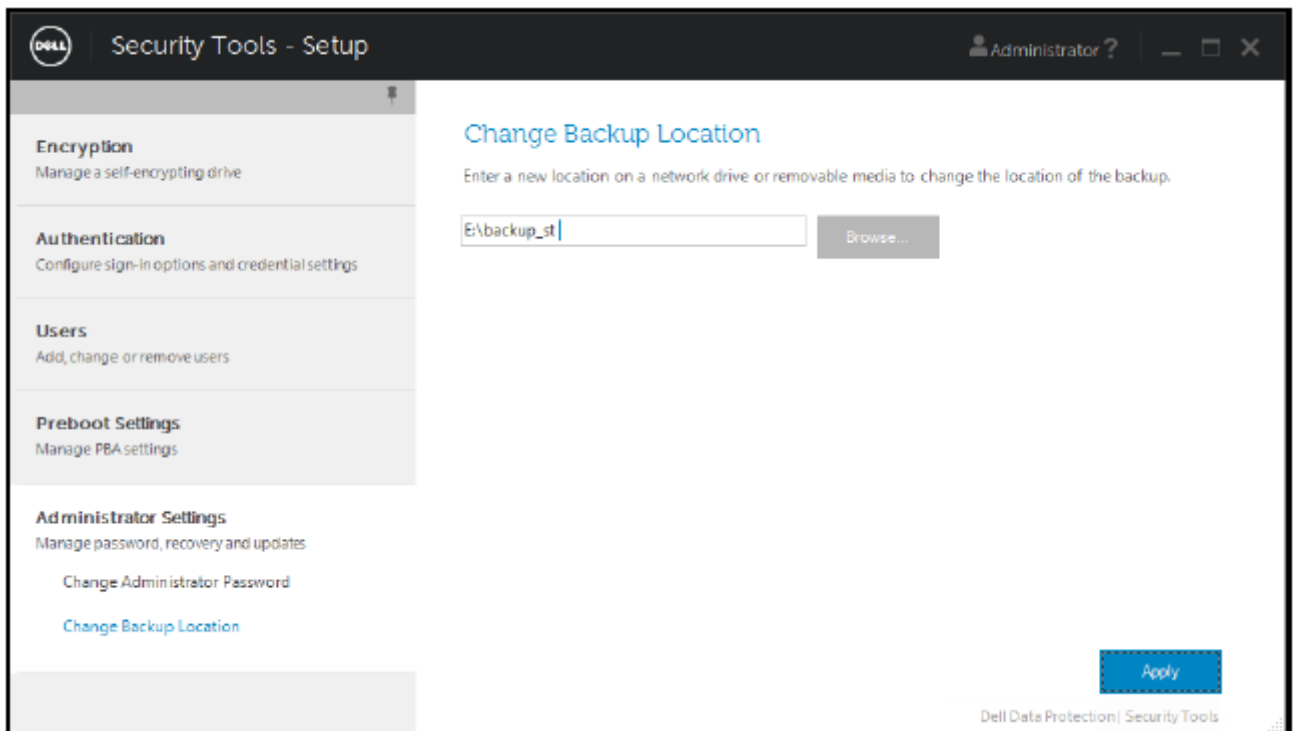 DELL
Security Tools - Setup
Administrator ?
Encryption
Manage a self-encrypting drive
Authentication
Configure sign-in options and credential settings
Users
Add, change or remove users
Preboot Settings
Manage PBA settings
Administrator Settings
Manage password, recovery and updates
Change Administrator Password
Change Backup Location
Change Backup Location
Enter a new location on a network drive or removable media to change the location of the backup.
E:\backup_st
Browse...
Apply
Dell Data Protection | Security Tools